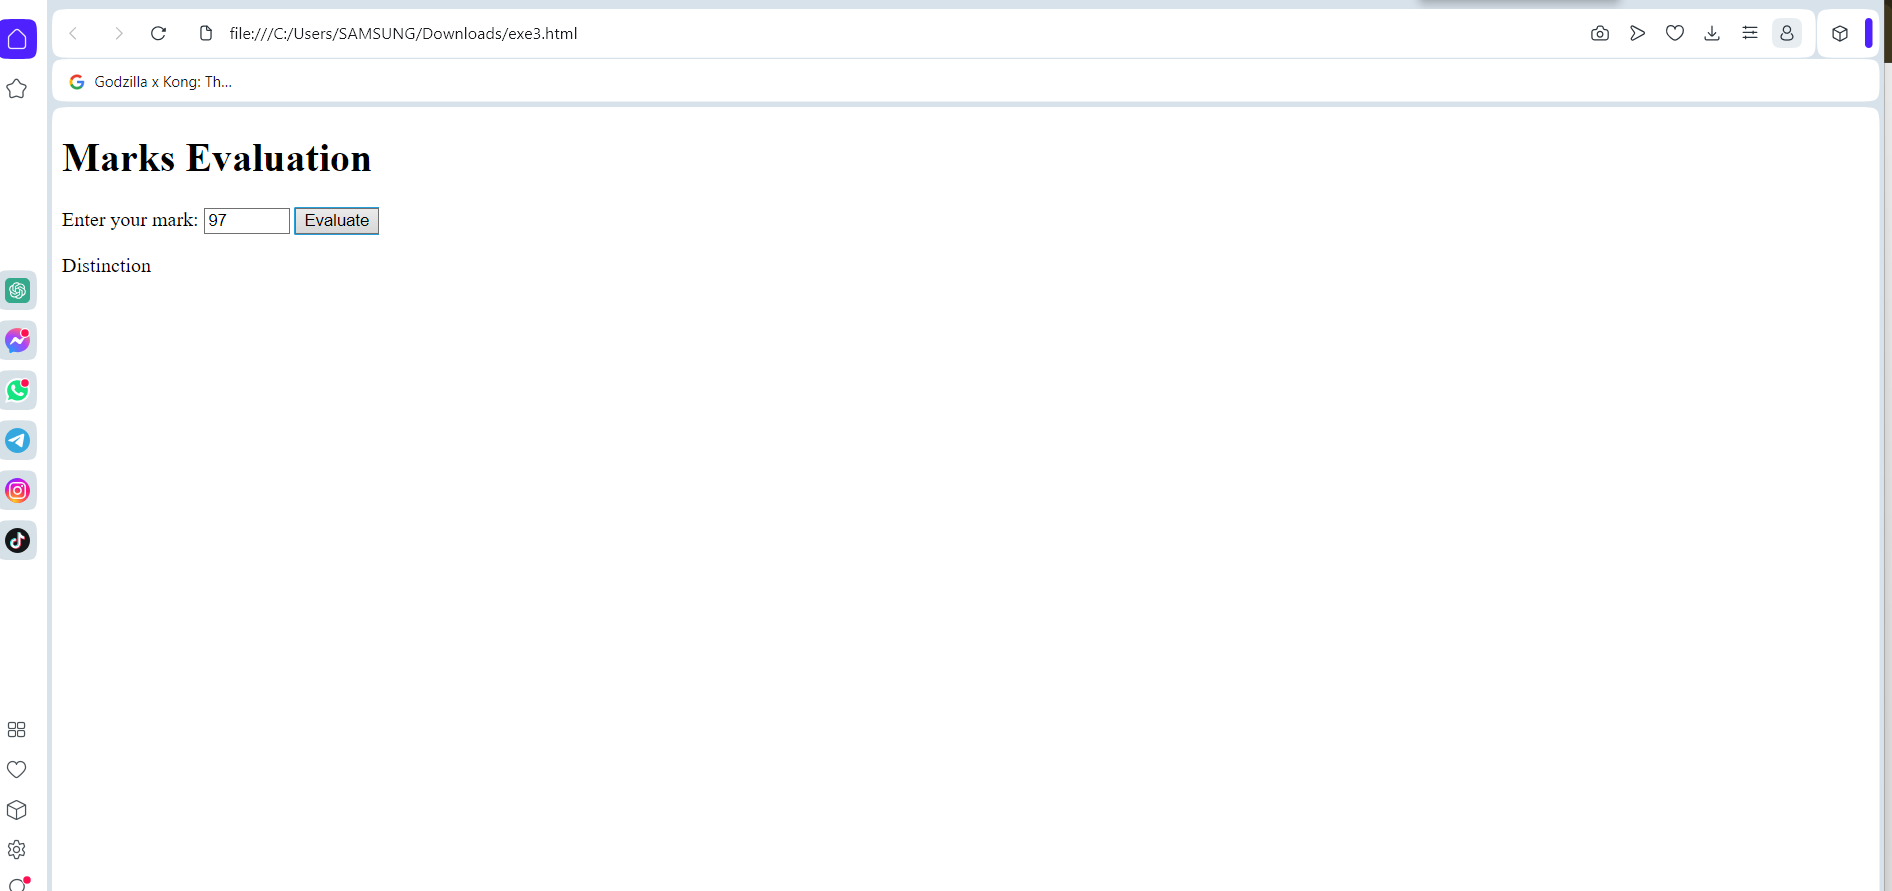 file:///C:/Users/SAMSUNG/Downloads/exe3.html
Godzilla x Kong: Th...
Marks Evaluation
Enter your mark: 97 Evaluate
Distinction